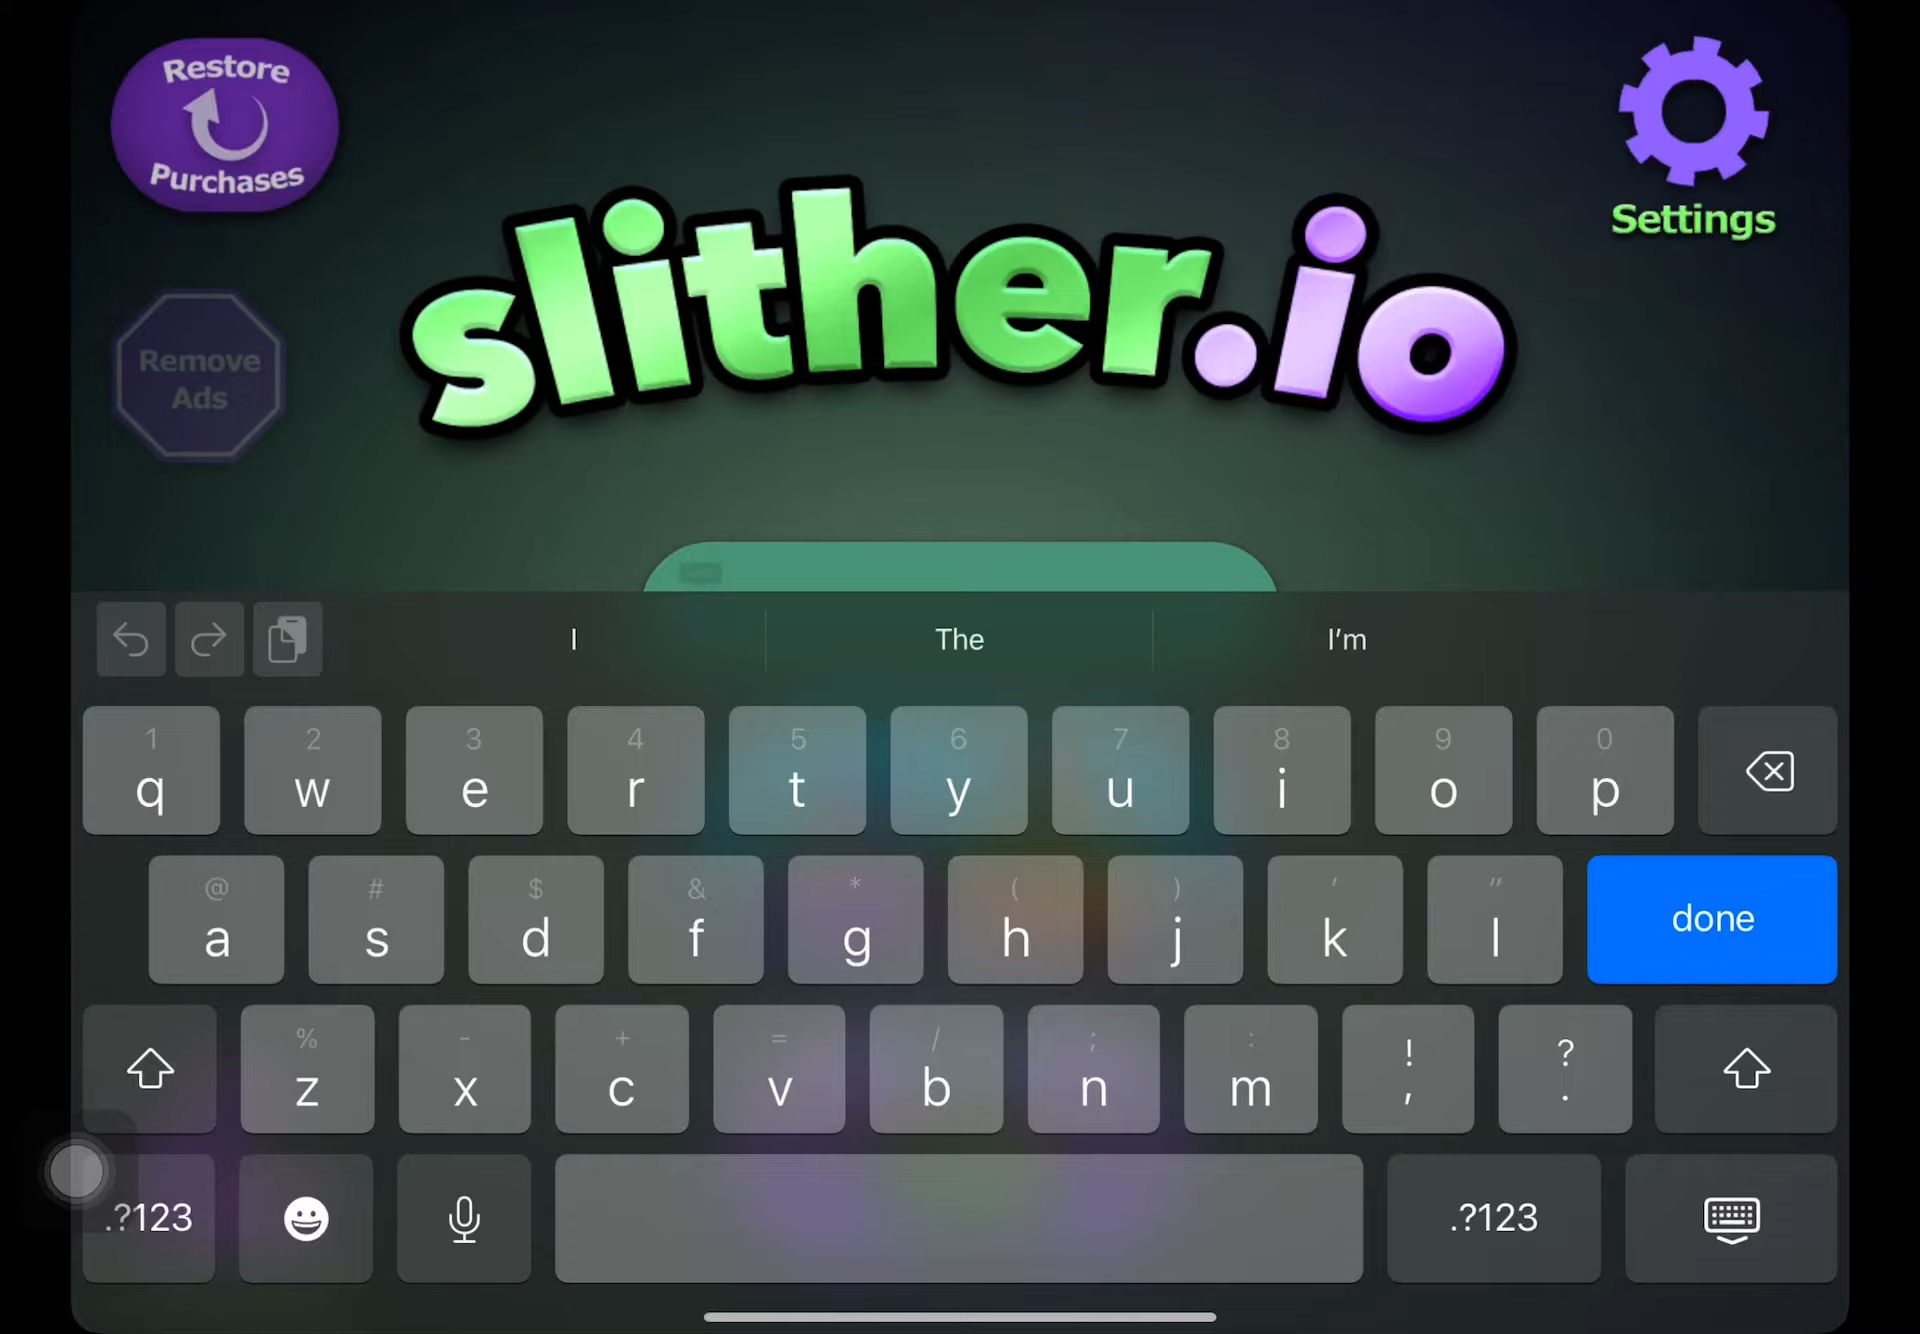 Restore
Purchases
Settings
slither.io
Remove
Ads
I The I'm
1 2 3 4 5 6 7 8 9 0
q w e r t y u i o p
@ # $ & * ( ) ' "
a s d f g h j k l done
% - + = / ; : ! ?
z x c v b n m , .
.?123 .?123